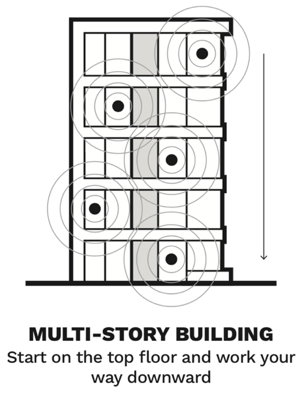 MULTI-STORY BUILDING
Start on the top floor and work your
way downward